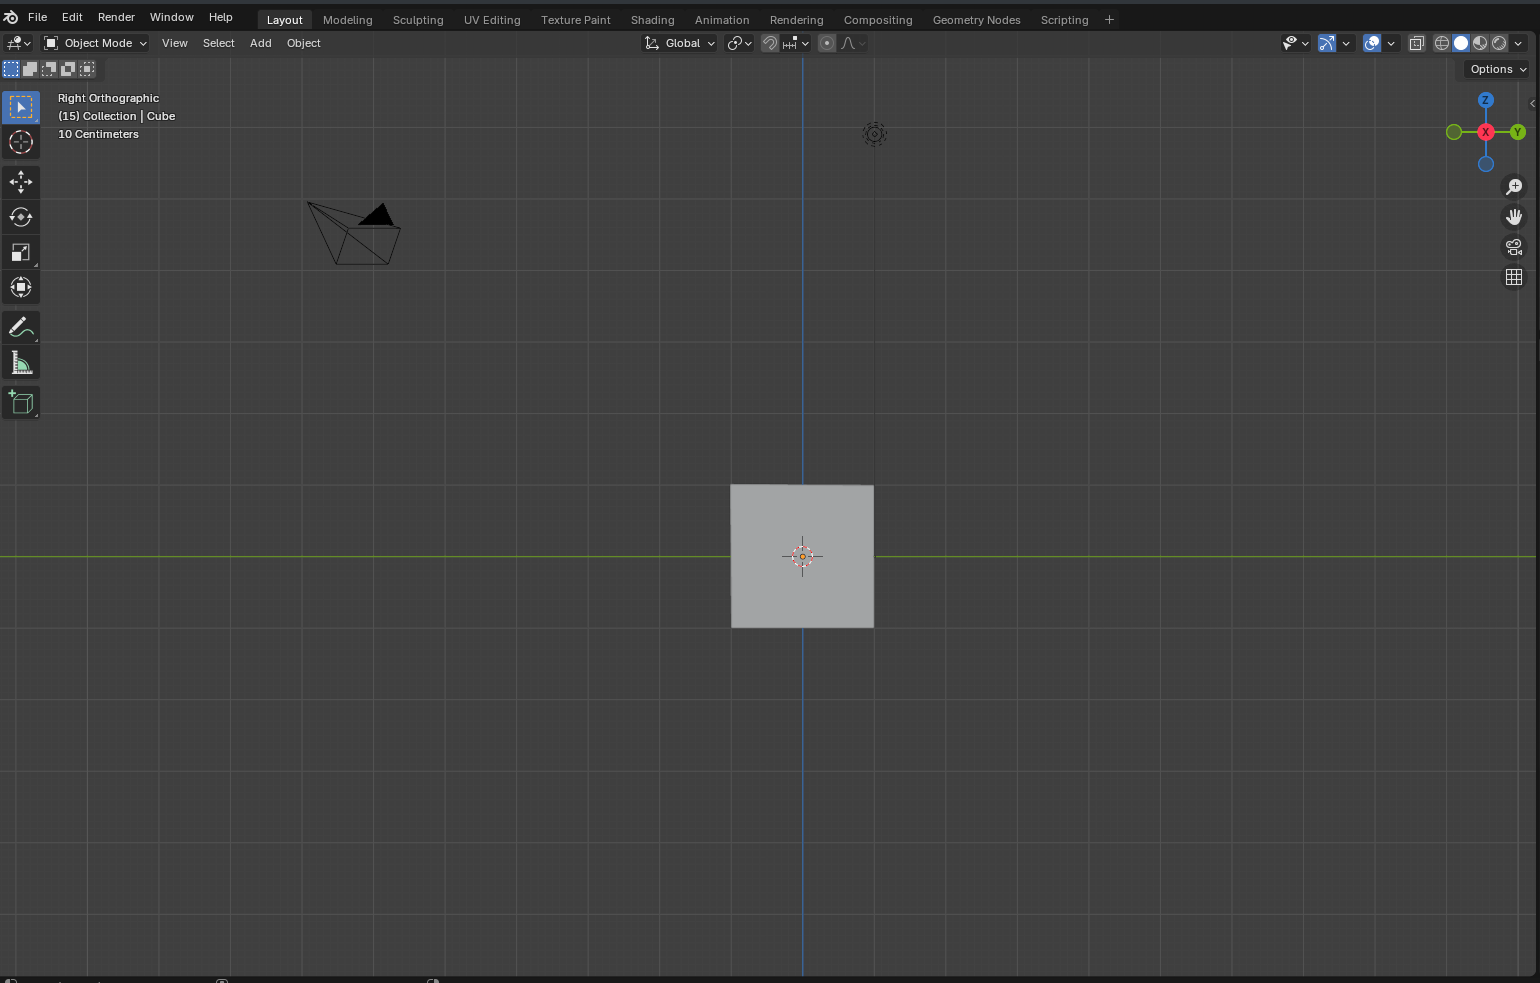 File Edit Render Window Help Layout Modeling Sculpting UV Editing Texture Paint Shading Animation Rendering Compositing Geometry Nodes Scripting +
Object Mode View Select Add Object Global
Options
Right Orthographic
(15) Collection | Cube
10 Centimeters
Z
X
Y